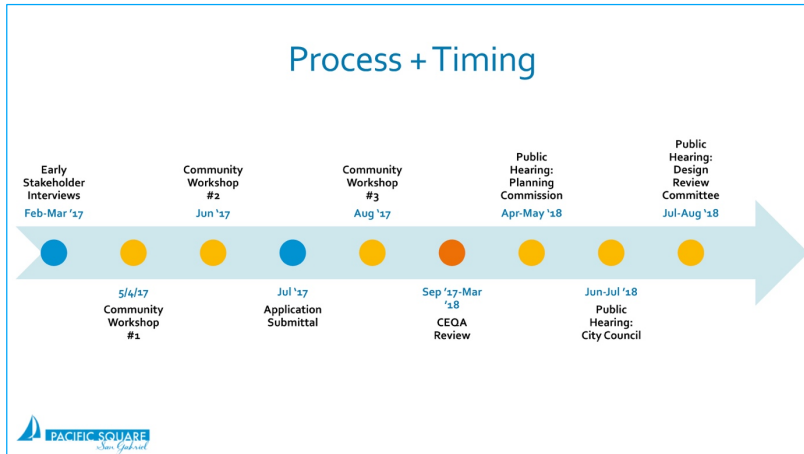 Process + Timing
Early
Stakeholder
Interviews
Feb-Mar '17
5/4/17
Community
Workshop
#1
Community
Workshop
#2
Jun '17
Jul '17
Application
Submittal
Community
Workshop
#3
Aug '17
Sep '17-Mar
'18
CEQA
Review
Public
Hearing:
Planning
Commission
Apr-May '18
Jun-Jul '18
Public
Hearing:
City Council
Public
Hearing:
Design
Review
Committee
Jul-Aug '18
PACIFIC SQUARE
San Gabriel